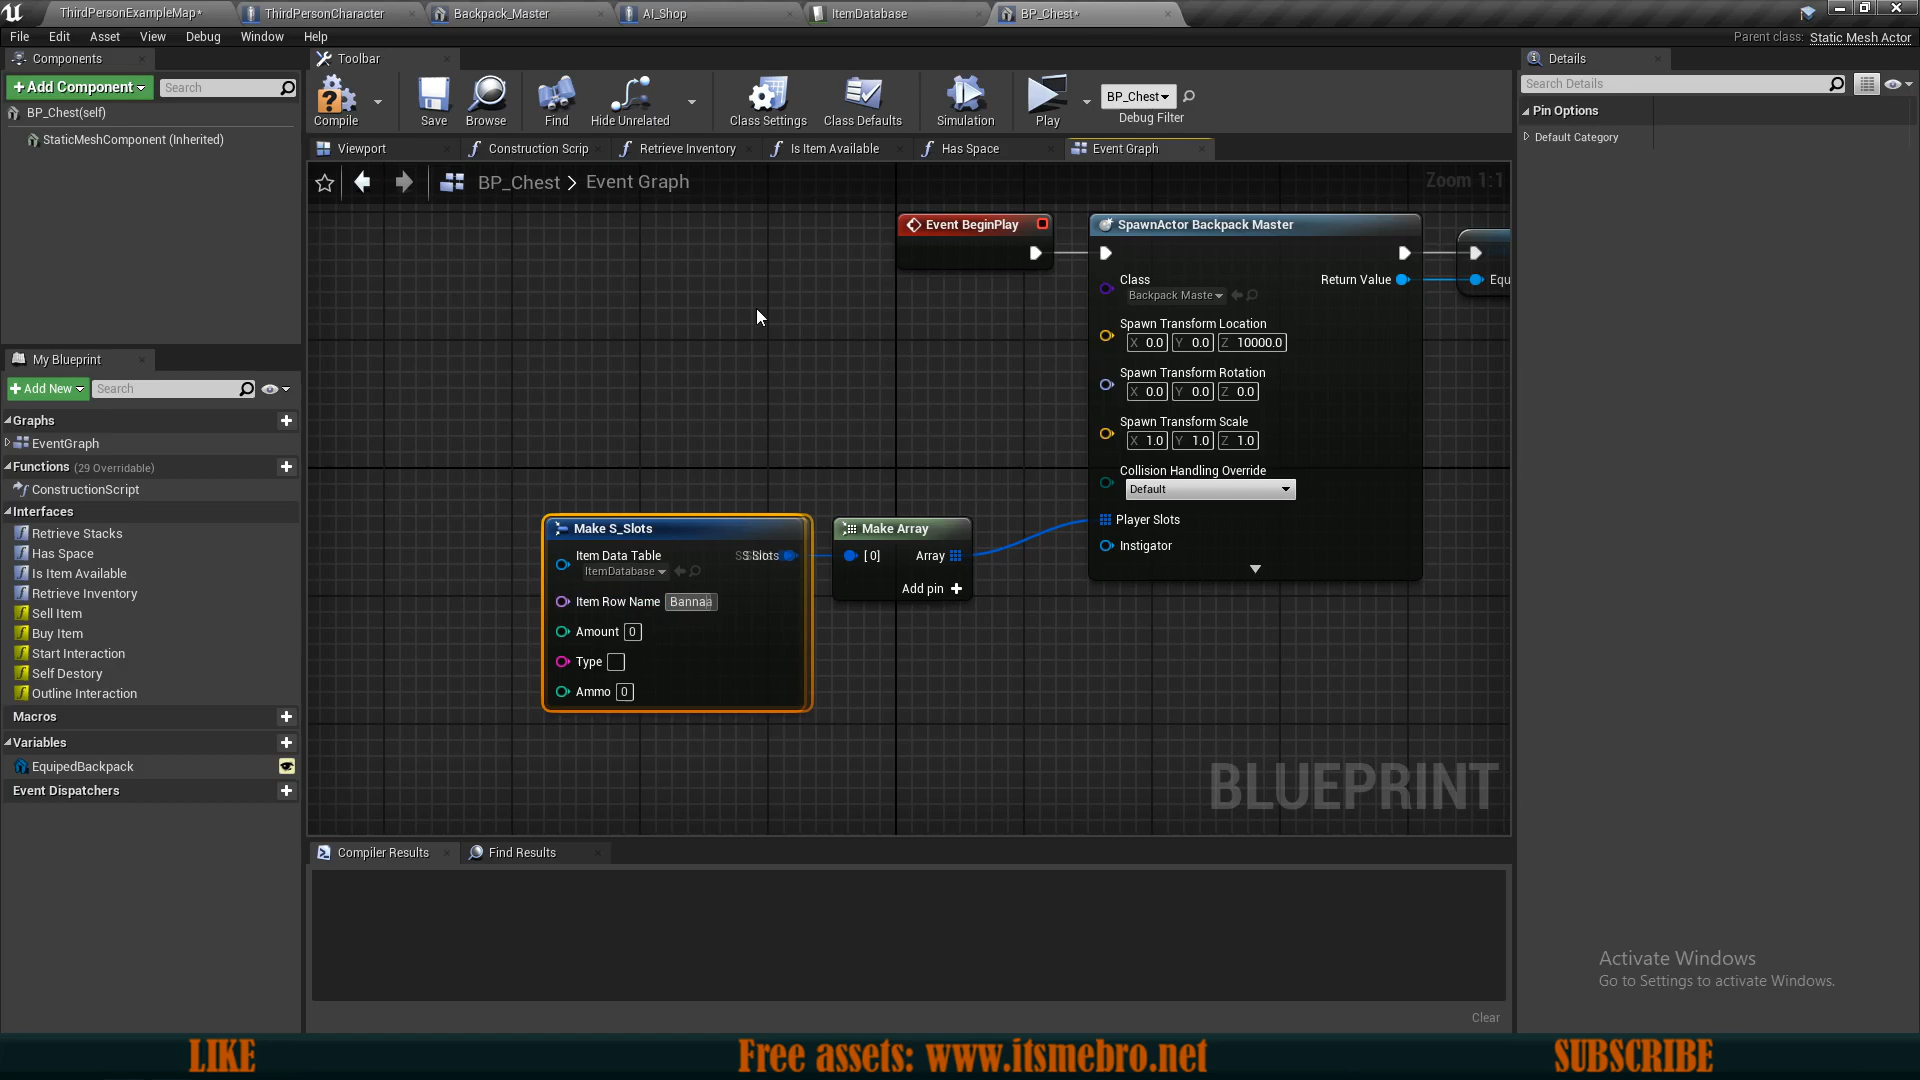 ThirdPersonExampleMap*
ThirdPersonCharacter
Backpack_Master
AI_Shop
ItemDatabase
BP_Chest*
File Edit Asset View Debug Window Help
Parent class: Static Mesh Actor
Components
Toolbar
Details
+Add Component
Search
BP_Chest(self)
StaticMeshComponent (Inherited)
Compile
Save
Browse
Find
Hide Unrelated
Class Settings
Class Defaults
Simulation
Play
BP_Chest
Debug Filter
Search Details
Pin Options
Default Category
Viewport
Construction Scrip
Retrieve Inventory
Is Item Available
Has Space
Event Graph
BP_Chest > Event Graph
Zoom 1:1
Event BeginPlay
SpawnActor Backpack Master
Class
Backpack Maste
Return Value
Equ
Spawn Transform Location
X 0.0 Y 0.0 Z 10000.0
Spawn Transform Rotation
X 0.0 Y 0.0 Z 0.0
Spawn Transform Scale
X 1.0 Y 1.0 Z 1.0
Collision Handling Override
Default
Player Slots
Instigator
Make S_Slots
Item Data Table
ItemDatabase
Item Row Name Bannaa
Amount 0
Type
Ammo 0
Make Array
[0]
Array
Add pin +
BLUEPRINT
My Blueprint
+Add New
Search
Graphs
EventGraph
Functions (29 Overridable)
ConstructionScript
Interfaces
Retrieve Stacks
Has Space
Is Item Available
Retrieve Inventory
Sell Item
Buy Item
Start Interaction
Self Destory
Outline Interaction
Macros
Variables
EquipedBackpack
Event Dispatchers
Compiler Results
Find Results
Clear
Activate Windows
Go to Settings to activate Windows.
LIKE
Free assets: www.itsmebro.net
SUBSCRIBE